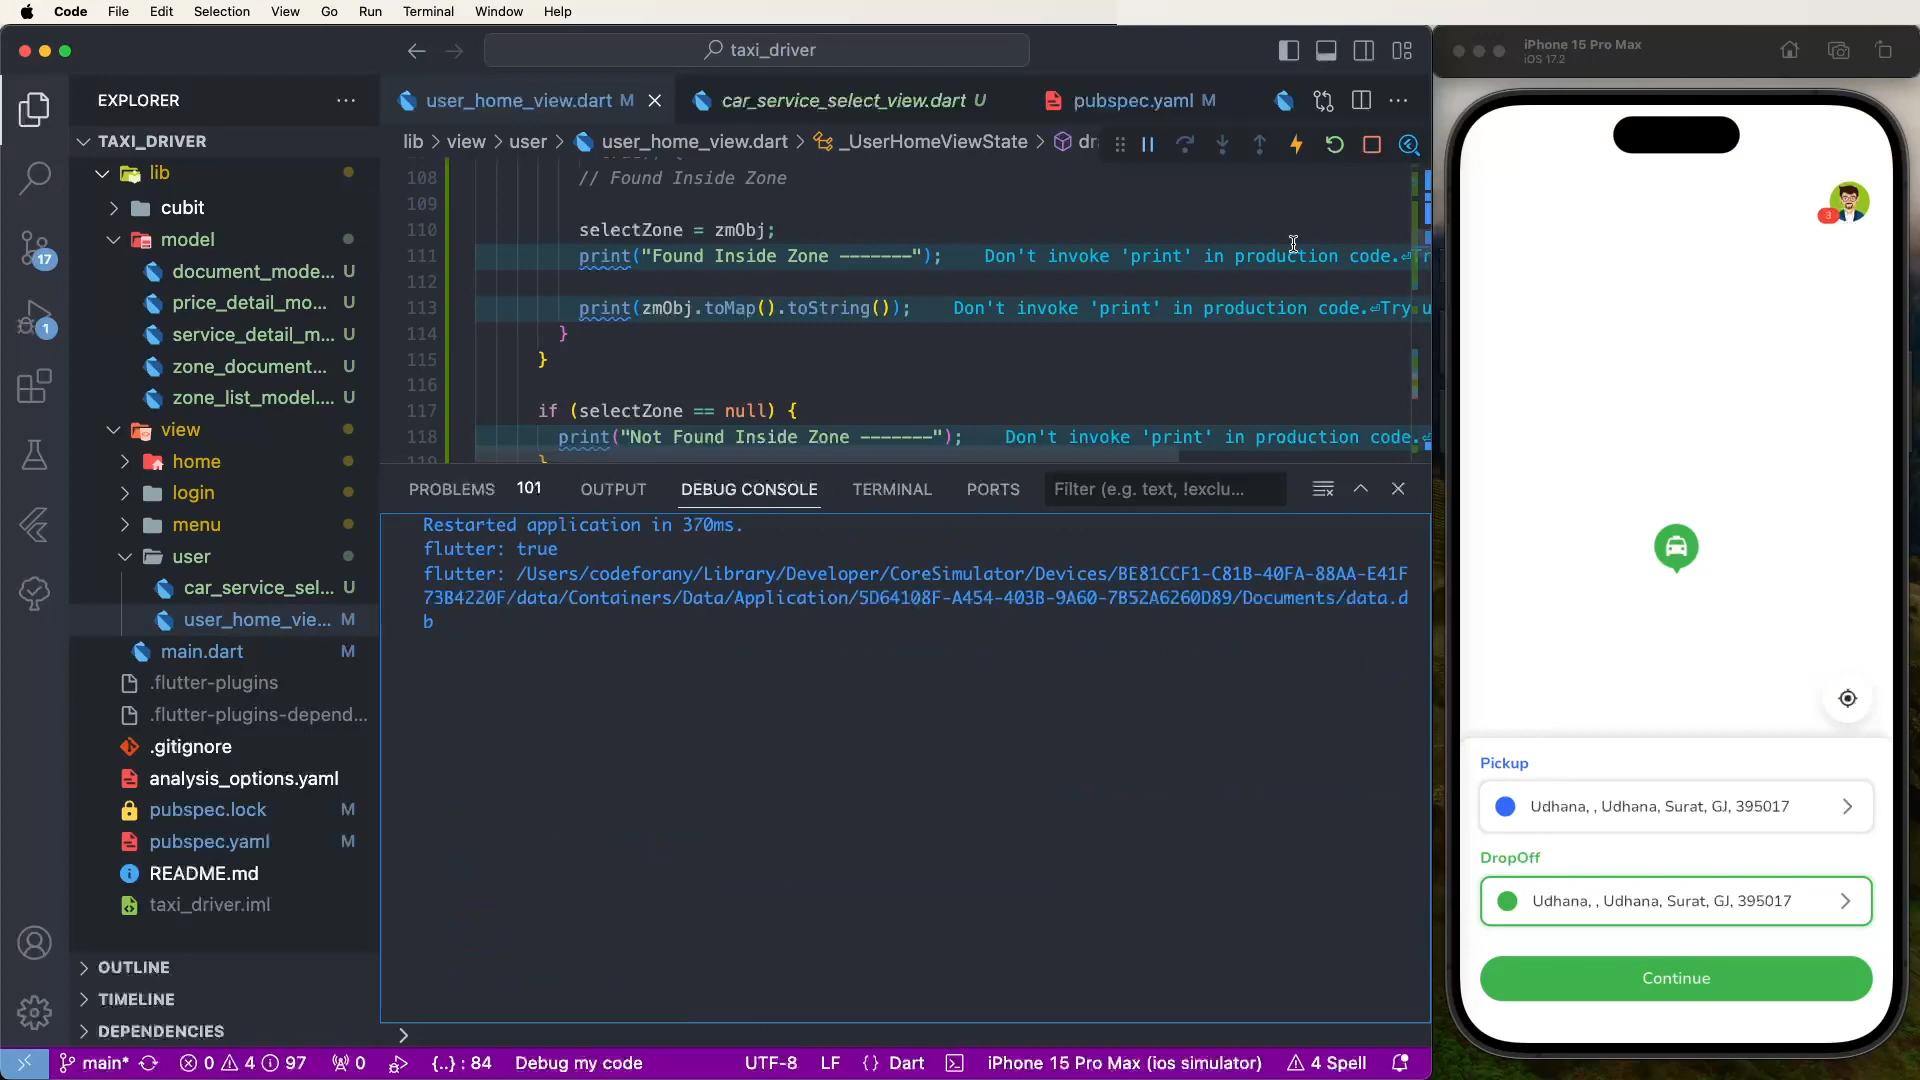 Code File Edit Selection View Go Run Terminal Window Help
taxi_driver
iPhone 15 Pro Max
iOS 17.2
EXPLORER
user_home_view.dart M
car_service_select_view.dart U
pubspec.yaml M
TAXI_DRIVER
lib > view > user > user_home_view.dart > _UserHomeViewState >
lib
cubit
model
document_mode... U
price_detail_mo... U
service_detail_m... U
zone_document... U
zone_list_model.... U
view
home
login
menu
user
car_service_sel... U
user_home_vie... M
main.dart M
.flutter-plugins
.flutter-plugins-depend...
.gitignore
analysis_options.yaml
pubspec.lock M
pubspec.yaml M
README.md
taxi_driver.iml
OUTLINE
TIMELINE
DEPENDENCIES
17
1
108 // Found Inside Zone
109
110 selectZone = zmObj;
111 print("Found Inside Zone -------"); Don't invoke 'print' in production code.⏎Tr
112
113 print(zmObj.toMap().toString()); Don't invoke 'print' in production code.⏎Try u
114 }
115 }
116
117 if (selectZone == null) {
118 print("Not Found Inside Zone -------"); Don't invoke 'print' in production code.⏎
119 }
PROBLEMS 101 OUTPUT DEBUG CONSOLE TERMINAL PORTS Filter (e.g. text, !exclu...
Restarted application in 370ms.
flutter: true
flutter: /Users/codeforany/Library/Developer/CoreSimulator/Devices/BE81CCF1-C81B-40FA-88AA-E41F
73B4220F/data/Containers/Data/Application/5D64108F-A454-403B-9A60-7B52A6260D89/Documents/data.d
b
3
Pickup
Udhana, , Udhana, Surat, GJ, 395017
DropOff
Udhana, , Udhana, Surat, GJ, 395017
Continue
main* 0 4 97 0 {..} : 84 Debug my code UTF-8 LF {} Dart iPhone 15 Pro Max (ios simulator) 4 Spell